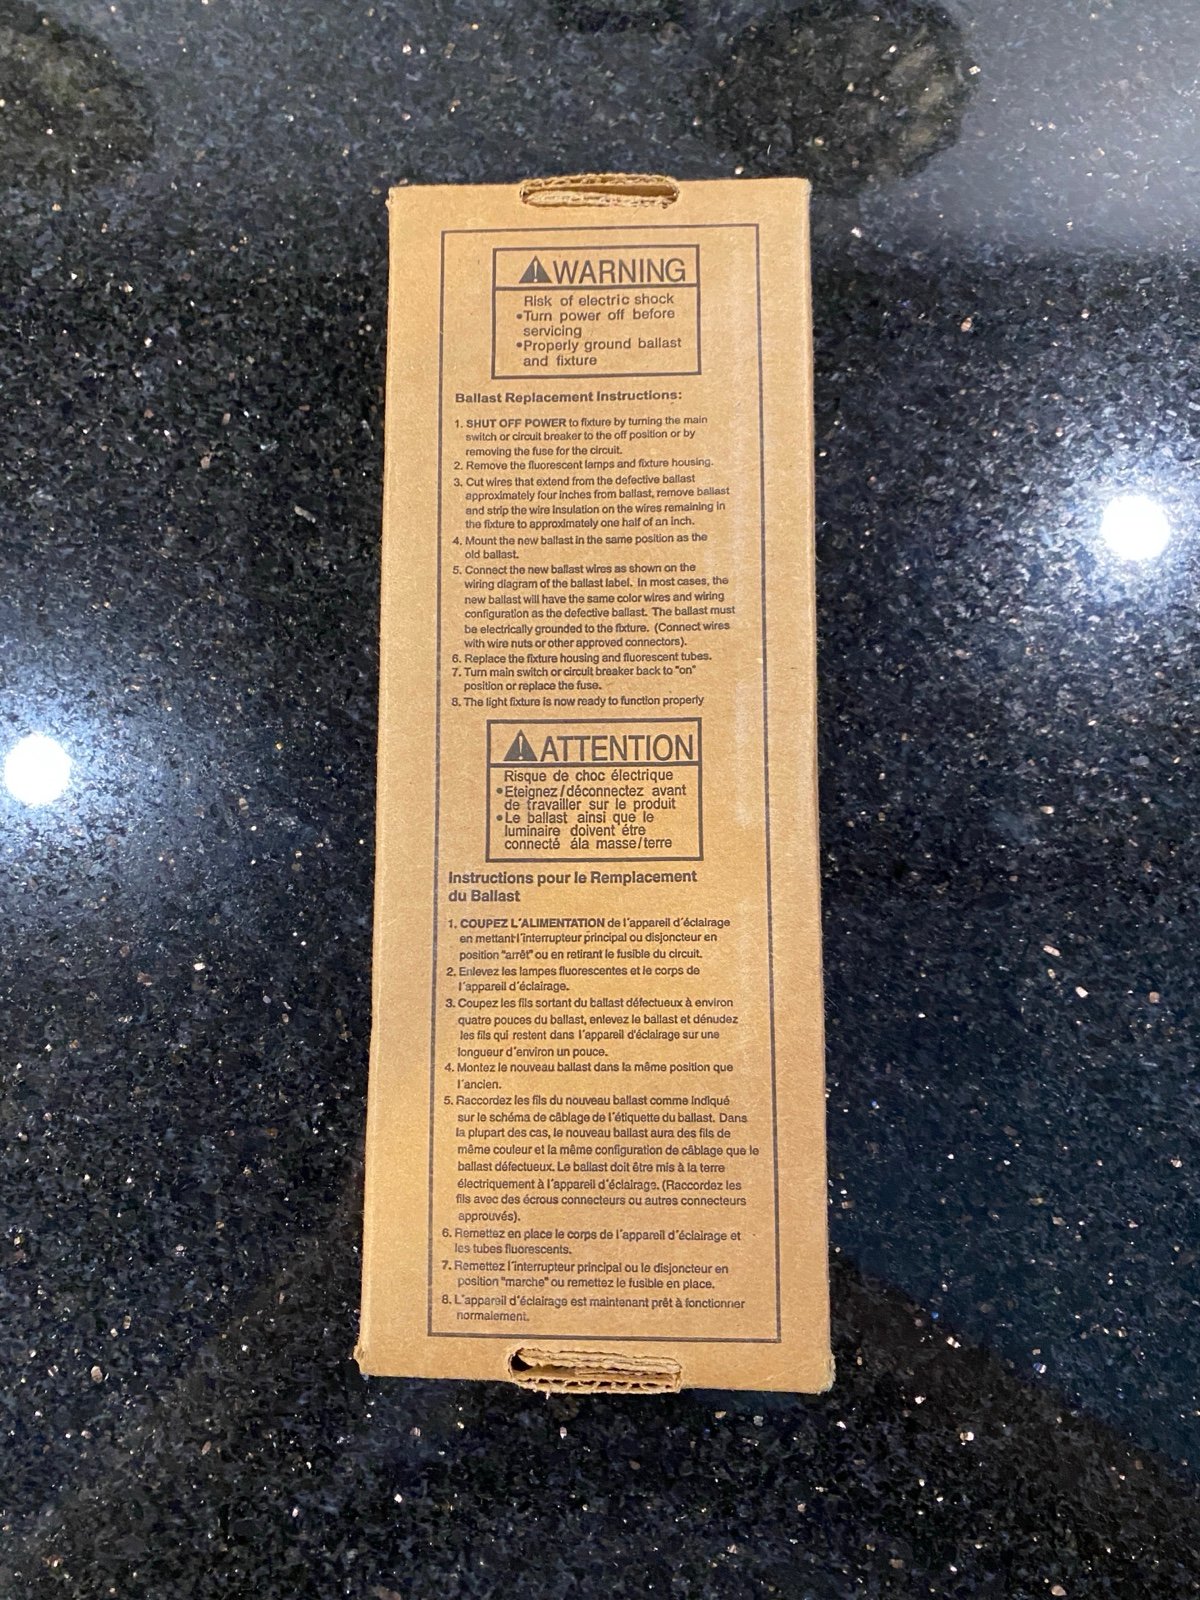 ⚠WARNING
Risk of electric shock
•Turn power off before
servicing
•Properly ground ballast
and fixture
Ballast Replacement Instructions:
1. SHUT OFF POWER to fixture by turning the main
switch or circuit breaker to the off position or by
removing the fuse for the circuit.
2. Remove the fluorescent lamps and fixture housing.
3. Cut wires that extend from the defective ballast
approximately four inches from ballast, remove ballast
and strip the wire insulation on the wires remaining in
the fixture to approximately one half of an inch.
4. Mount the new ballast in the same position as the
old ballast.
5. Connect the new ballast wires as shown on the
wiring diagram of the ballast label. In most cases, the
new ballast will have the same color wires and wiring
configuration as the defective ballast. The ballast must
be electrically grounded to the fixture. (Connect wires
with wire nuts or other approved connectors).
6. Replace the fixture housing and fluorescent tubes.
7. Turn main switch or circuit breaker back to "on"
position or replace the fuse.
8. The light fixture is now ready to function properly
⚠ATTENTION
Risque de choc électrique
•Eteignez/déconnectez avant
de travailler sur le produit
•Le ballast ainsi que le
luminaire doivent étre
connecté ála masse/terre
Instructions pour le Remplacement
du Ballast
1. COUPEZ L'ALIMENTATION de l'appareil d'éclairage
en mettant l'interrupteur principal ou disjoncteur en
position "arrêt" ou en retirant le fusible du circuit.
2. Enlevez les lampes fluorescentes et le corps de
l'appareil d'éclairage.
3. Coupez les fils sortant du ballast défectueux à environ
quatre pouces du ballast, enlevez le ballast et dénudez
les fils qui restent dans l'appareil d'éclairage sur une
longueur d'environ un pouce.
4. Montez le nouveau ballast dans la même position que
l'ancien.
5. Raccordez les fils du nouveau ballast comme indiqué
sur le schéma de câblage de l'étiquette du ballast. Dans
la plupart des cas, le nouveau ballast aura des fils de
même couleur et la même configuration de câblage que le
ballast défectueux. Le ballast doit être mis à la terre
électriquement à l'appareil d'éclairage. (Raccordez les
fils avec des écrous connecteurs ou autres connecteurs
approuvés).
6. Remettez en place le corps de l'appareil d'éclairage et
les tubes fluorescents.
7. Remettez l'interrupteur principal ou le disjoncteur en
position "marche" ou remettez le fusible en place.
8. L'appareil d'éclairage est maintenant prêt à fonctionner
normalement.